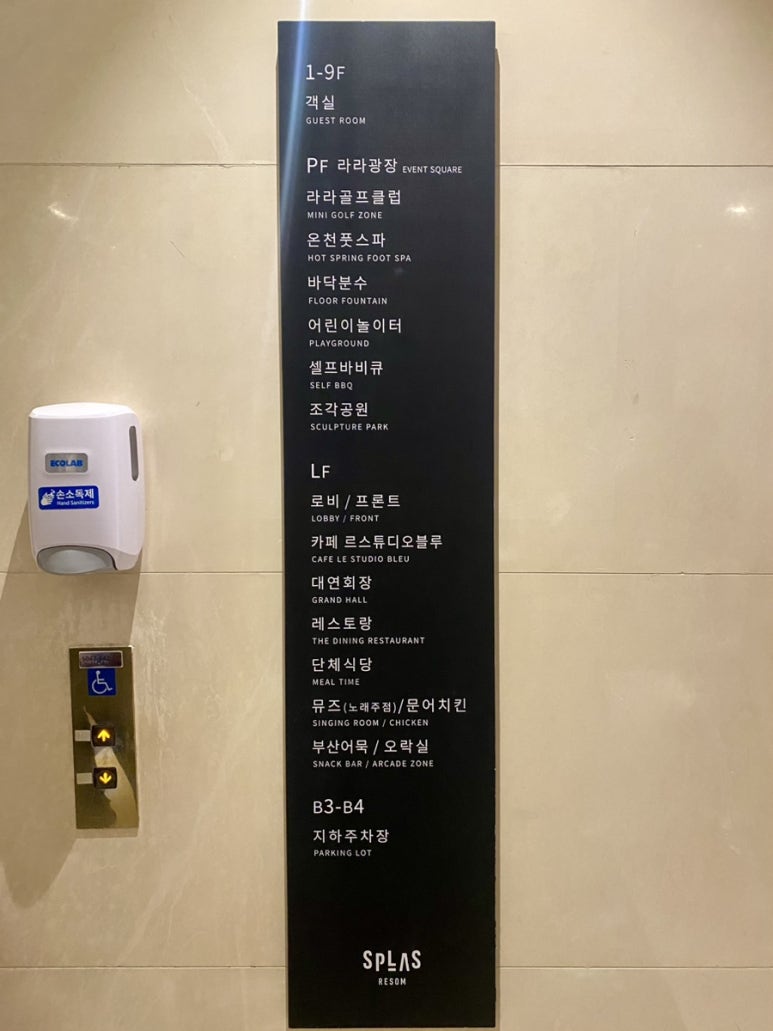 1-9F
객실
GUEST ROOM
PF 라라광장 EVENT SQUARE
라라골프클럽
MINI GOLF ZONE
온천풋스파
HOT SPRING FOOT SPA
바닥분수
FLOOR FOUNTAIN
어린이놀이터
PLAYGROUND
셀프바비큐
SELF BBQ
조각공원
SCULPTURE PARK
LF
로비 / 프론트
LOBBY / FRONT
카페 르스튜디오블루
CAFE LE STUDIO BLEU
대연회장
GRAND HALL
레스토랑
THE DINING RESTAURANT
단체식당
MEAL TIME
뮤즈(노래주점)/문어치킨
SINGING ROOM / CHICKEN
부산어묵 / 오락실
SNACK BAR / ARCADE ZONE
B3-B4
지하주차장
PARKING LOT
SPLAS
RESOM
ECOLAB
손소독제
Hand Sanitizers